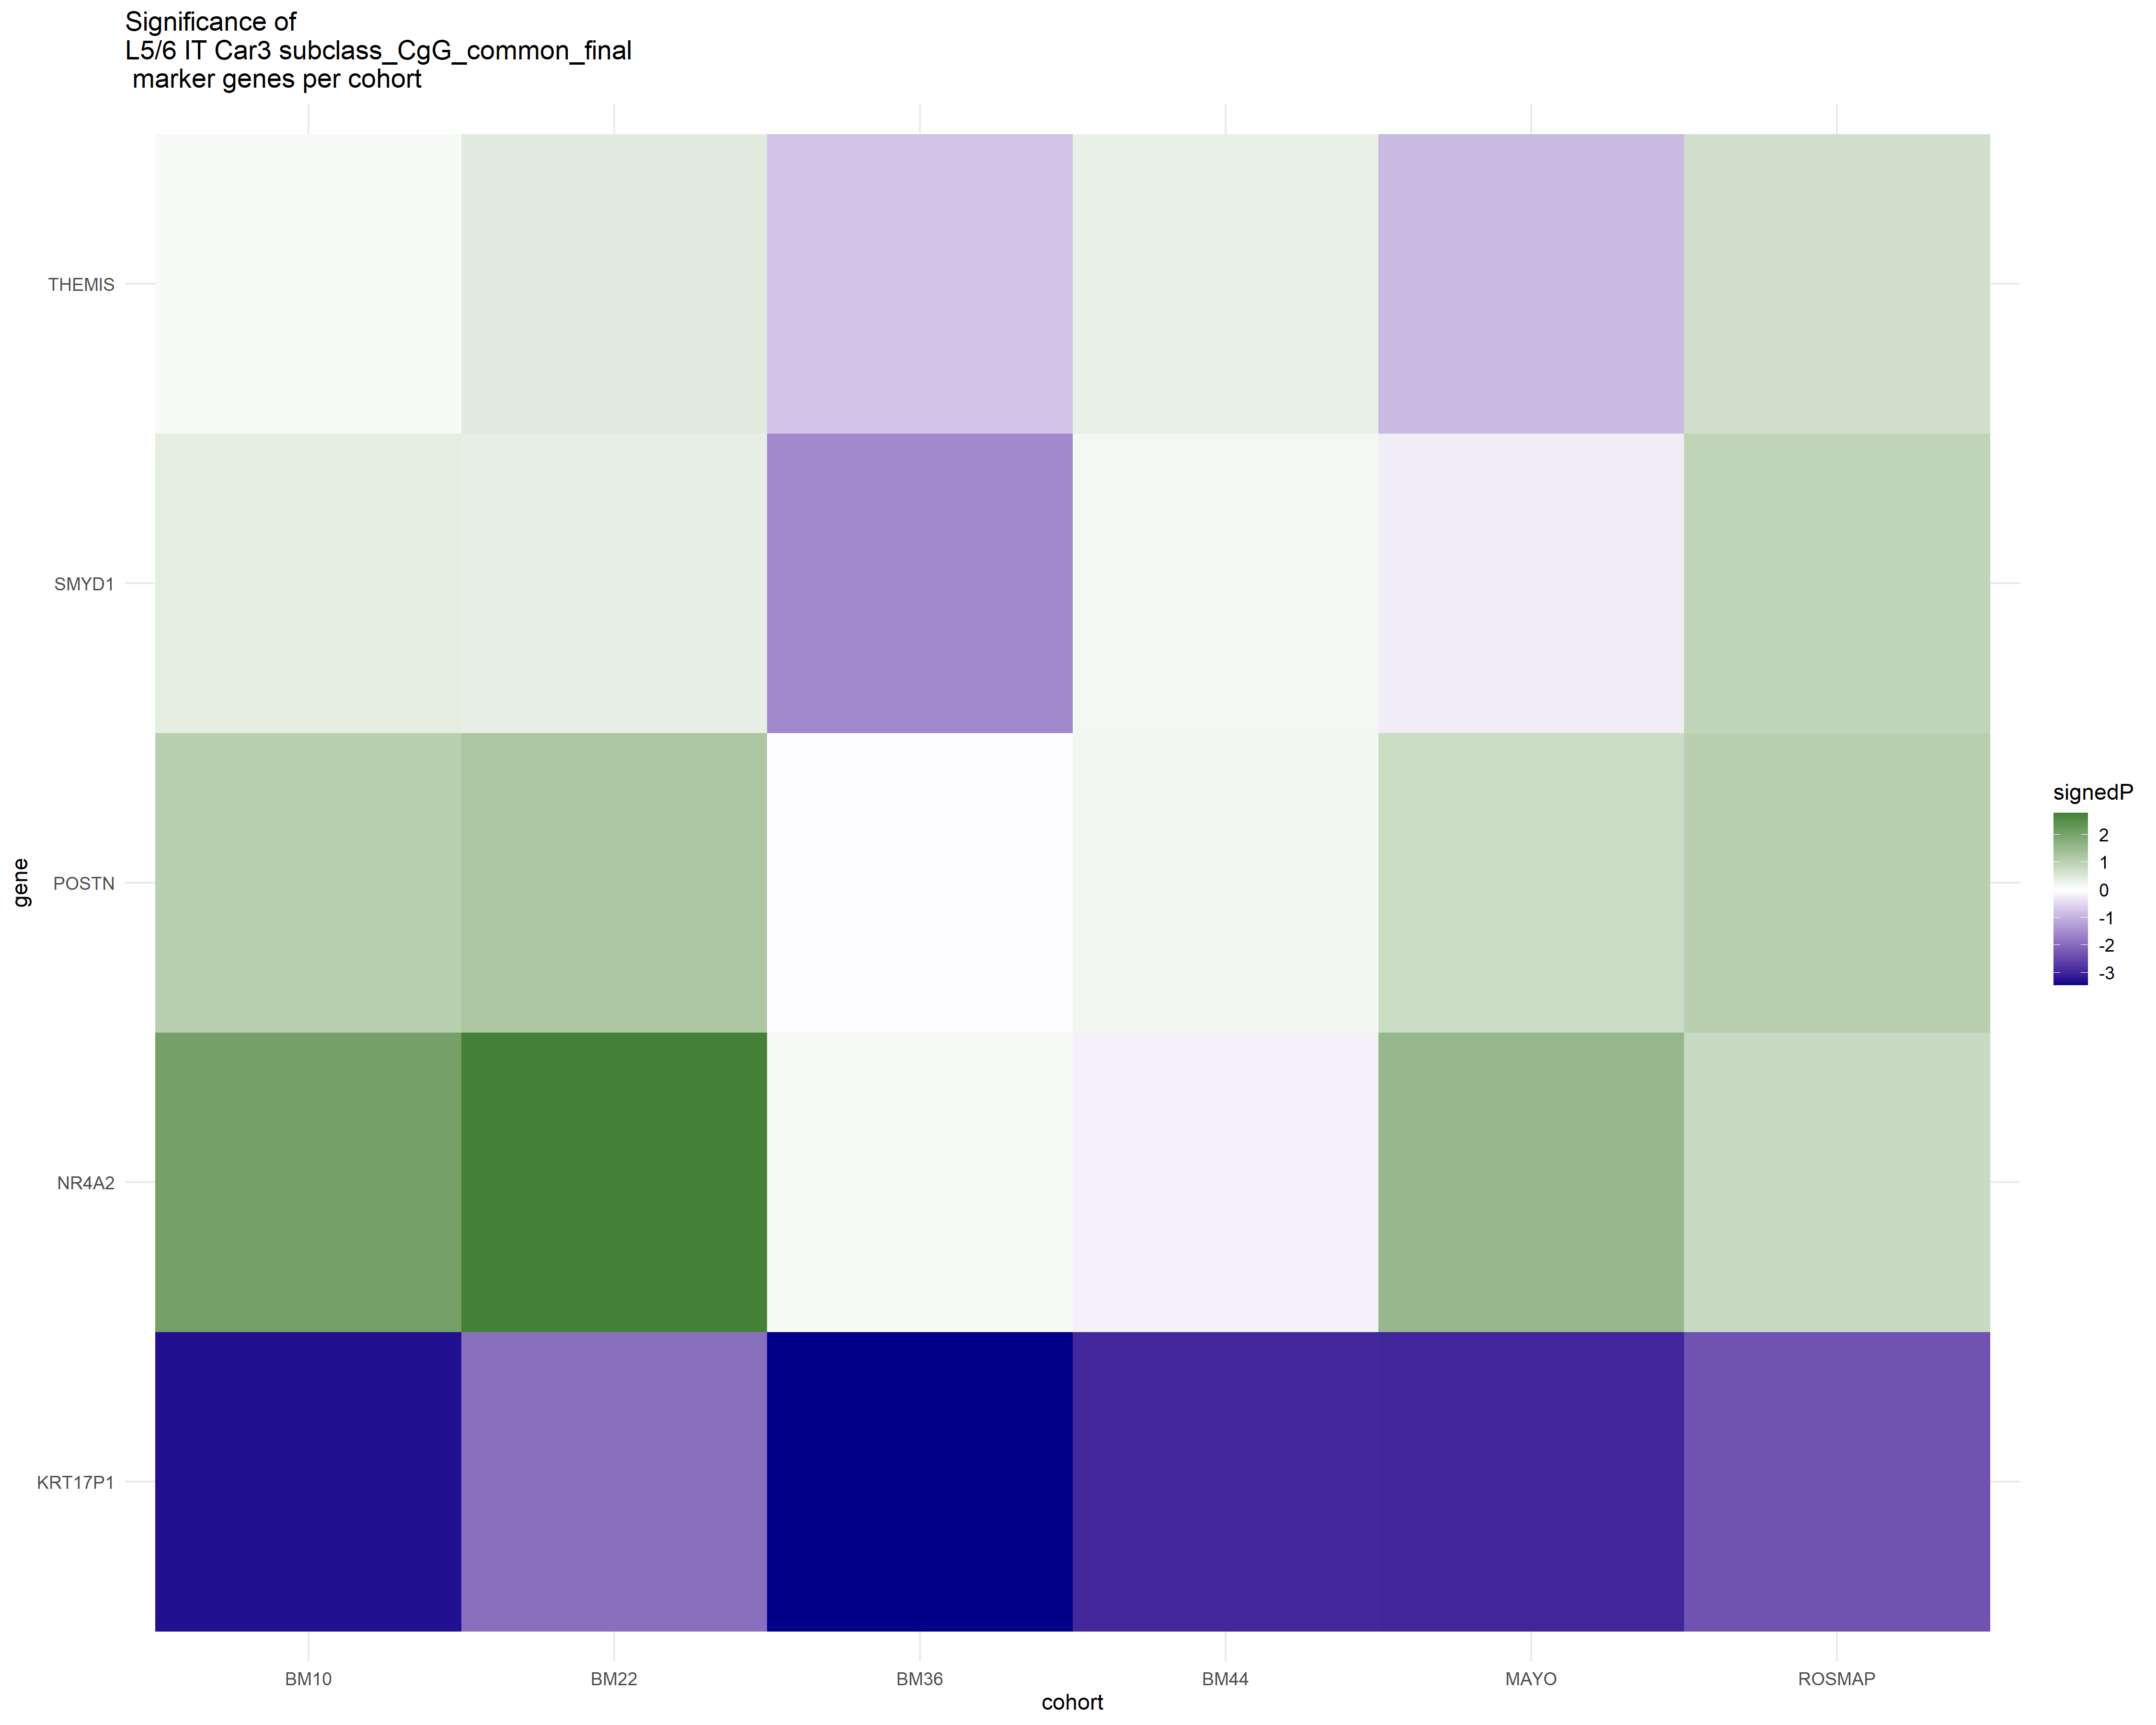 Significance of
L5/6 IT Car3 subclass_CgG_common_final
marker genes per cohort
THEMIS
SMYD1
POSTN
NR4A2
KRT17P1
gene
BM10
BM22
BM36
BM44
MAYO
ROSMAP
cohort
signedP
2
1
0
-1
-2
-3